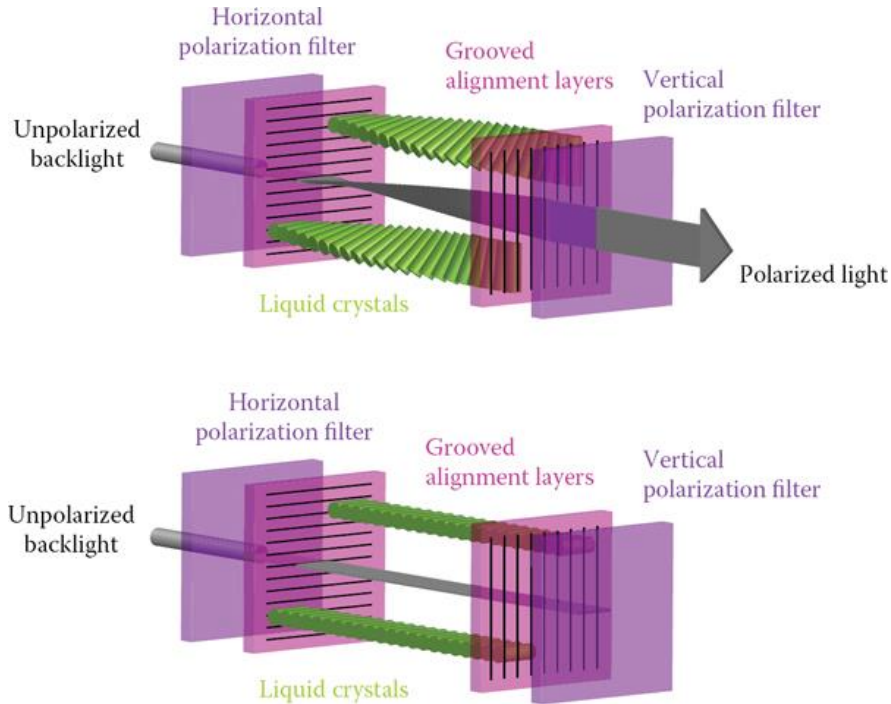 Horizontal
polarization filter
Grooved
alignment layers
Vertical
polarization filter
Unpolarized
backlight
Liquid crystals
Polarized light
Horizontal
polarization filter
Grooved
alignment layers
Vertical
polarization filter
Unpolarized
backlight
Liquid crystals